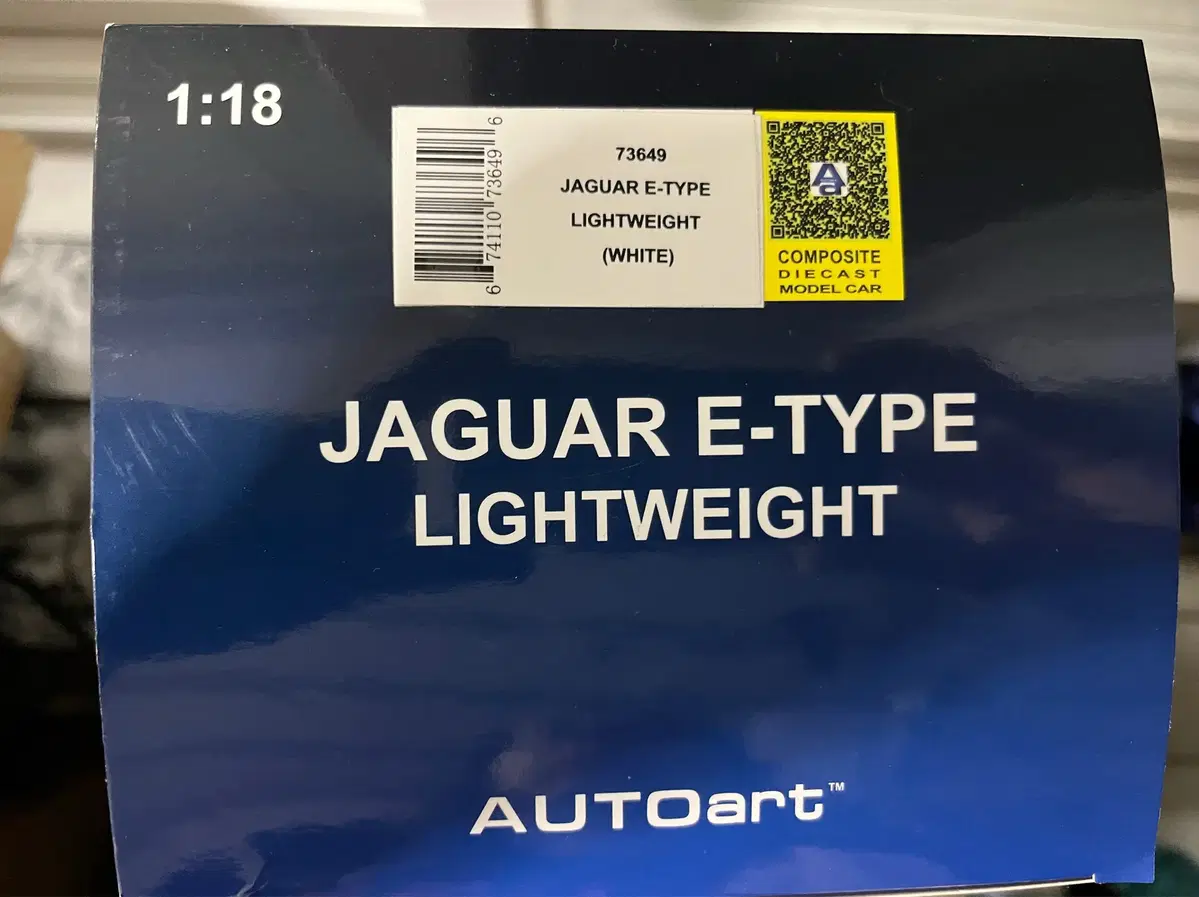 1:18
6 74110 73649 6
73649
JAGUAR E-TYPE
LIGHTWEIGHT
(WHITE)
Aa
COMPOSITE
DIECAST
MODEL CAR
JAGUAR E-TYPE
LIGHTWEIGHT
AUTOart™